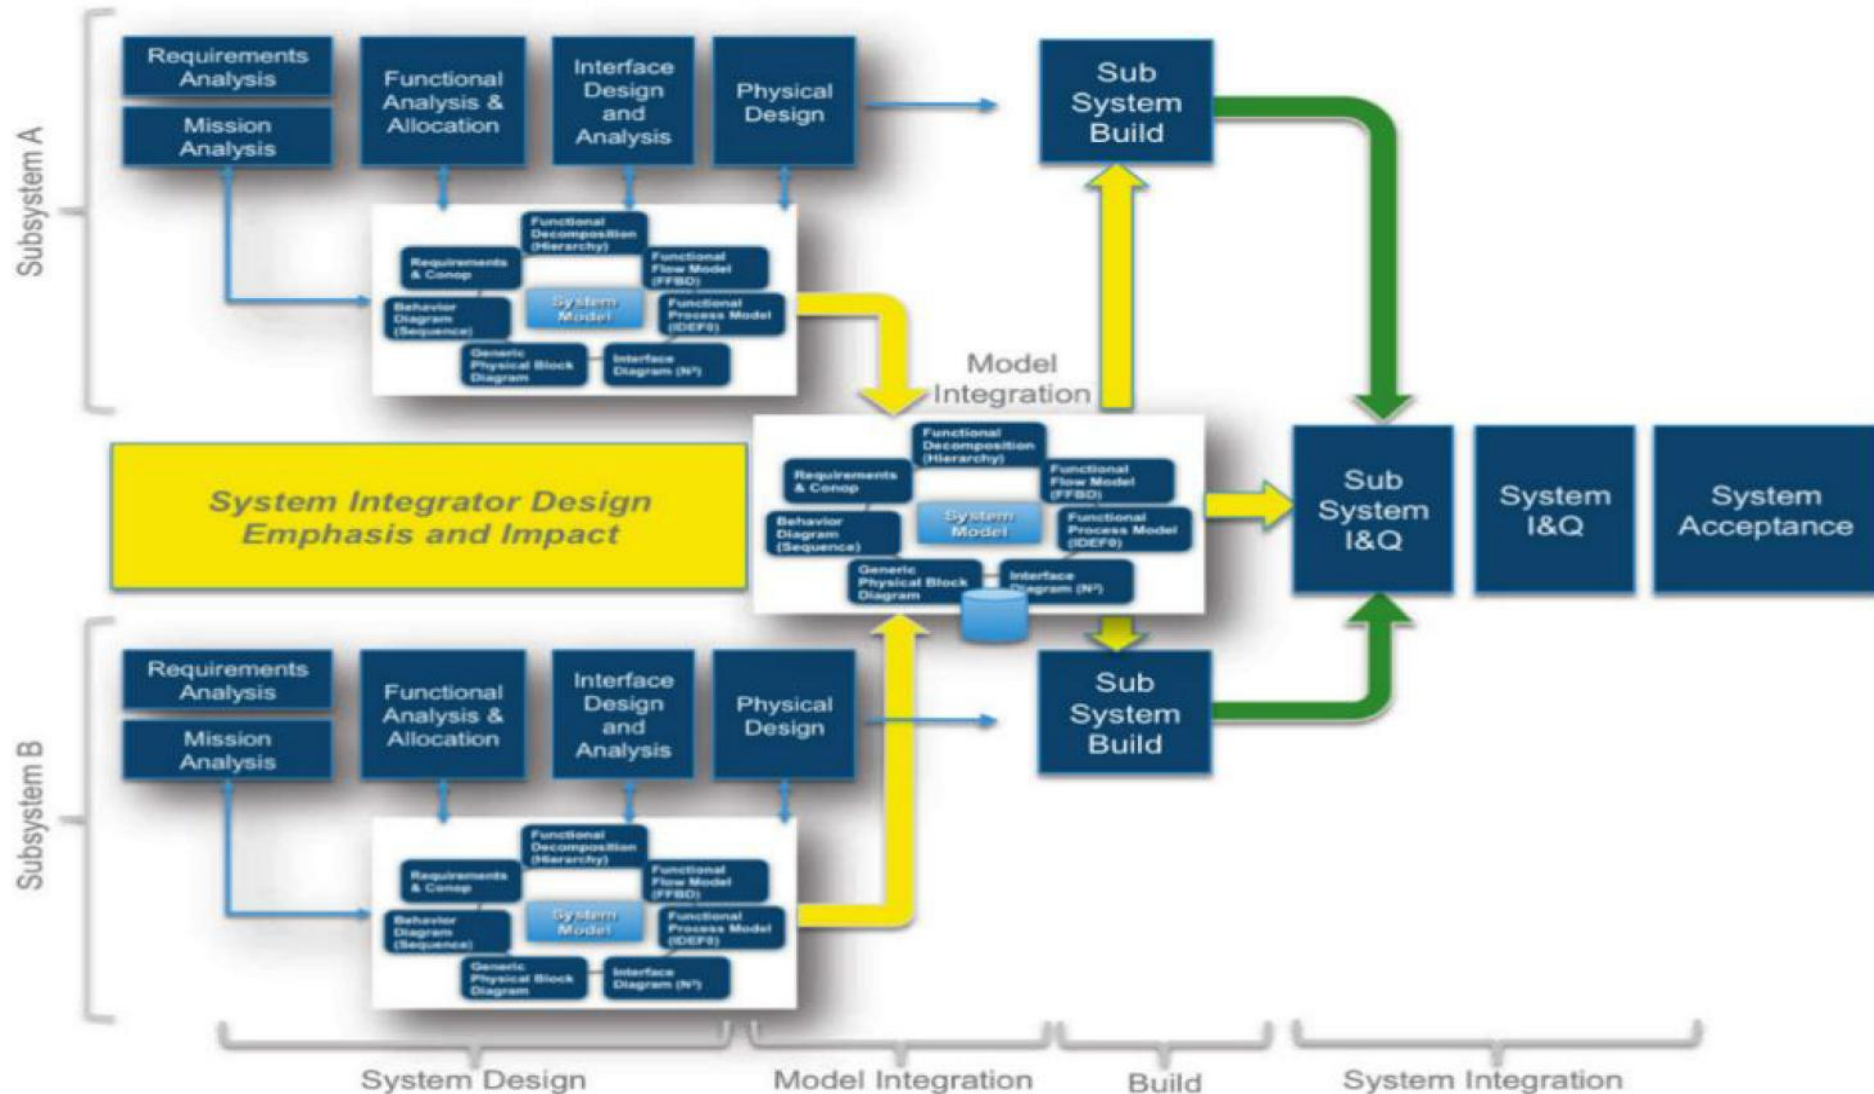 Subsystem A
Requirements
Analysis
Mission
Analysis
Functional
Analysis &
Allocation
Interface
Design
and
Analysis
Physical
Design
Sub
System
Build
Functional
Decomposition
(Hierarchy)
Requirements
& Conop
Functional
Flow Model
(FFBD)
Behavior
Diagram
(Sequence)
System
Model
Functional
Process Model
(IDEF0)
Generic
Physical Block
Diagram
Interface
Diagram (N²)
Model
Integration
System Integrator Design
Emphasis and Impact
Functional
Decomposition
(Hierarchy)
Requirements
& Conop
Functional
Flow Model
(FFBD)
Behavior
Diagram
(Sequence)
System
Model
Functional
Process Model
(IDEF0)
Generic
Physical Block
Diagram
Interface
Diagram (N²)
Sub
System
I&Q
System
I&Q
System
Acceptance
Subsystem B
Requirements
Analysis
Mission
Analysis
Functional
Analysis &
Allocation
Interface
Design
and
Analysis
Physical
Design
Sub
System
Build
Functional
Decomposition
(Hierarchy)
Requirements
& Conop
Functional
Flow Model
(FFBD)
Behavior
Diagram
(Sequence)
System
Model
Functional
Process Model
(IDEF0)
Generic
Physical Block
Diagram
Interface
Diagram (N²)
System Design
Model Integration
Build
System Integration